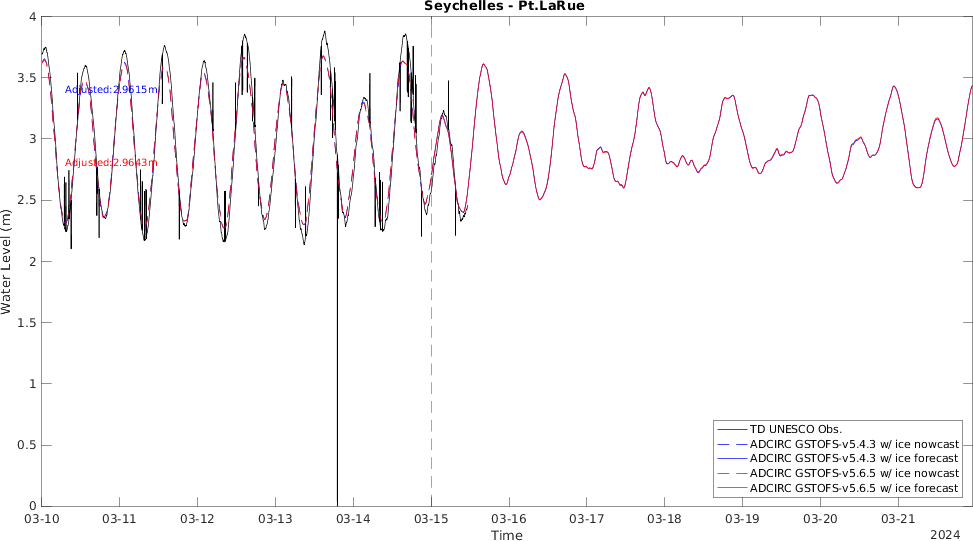 Seychelles - Pt.LaRue
4
3.5
3
2.5
2
1.5
1
0.5
0
Water Level (m)
Adjusted:2.9615m
Adjusted:2.9643m
TD UNESCO Obs.
ADCIRC GSTOFS-v5.4.3 w/ ice nowcast
ADCIRC GSTOFS-v5.4.3 w/ ice forecast
ADCIRC GSTOFS-v5.6.5 w/ ice nowcast
ADCIRC GSTOFS-v5.6.5 w/ ice forecast
03-10 03-11 03-12 03-13 03-14 03-15 03-16 03-17 03-18 03-19 03-20 03-21
Time
2024